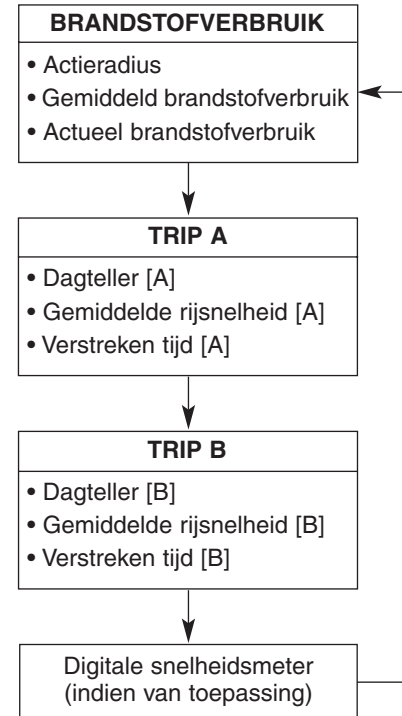 BRANDSTOFVERBRUIK
• Actieradius
• Gemiddeld brandstofverbruik
• Actueel brandstofverbruik
TRIP A
• Dagteller [A]
• Gemiddelde rijsnelheid [A]
• Verstreken tijd [A]
TRIP B
• Dagteller [B]
• Gemiddelde rijsnelheid [B]
• Verstreken tijd [B]
Digitale snelheidsmeter
(indien van toepassing)